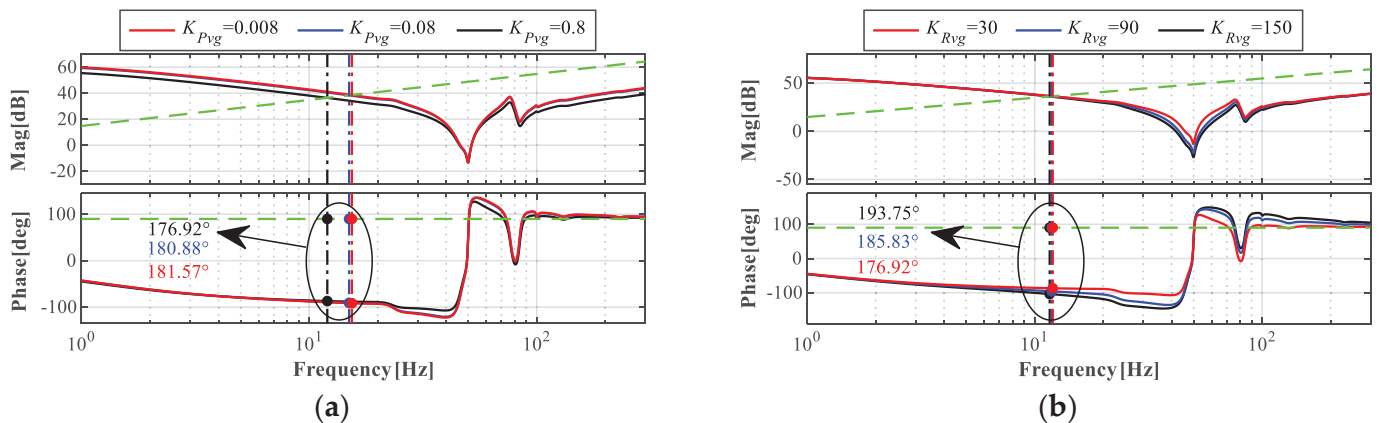 K_Pvg=0.008 K_Pvg=0.08 K_Pvg=0.8
Mag[dB]
60
40
20
0
-20
Phase[deg]
100
0
-100
176.92°
180.88°
181.57°
10^0 10^1 10^2
Frequency[Hz]
(a)
K_Rvg=30 K_Rvg=90 K_Rvg=150
Mag[dB]
50
0
-50
Phase[deg]
100
0
-100
193.75°
185.83°
176.92°
10^0 10^1 10^2
Frequency[Hz]
(b)